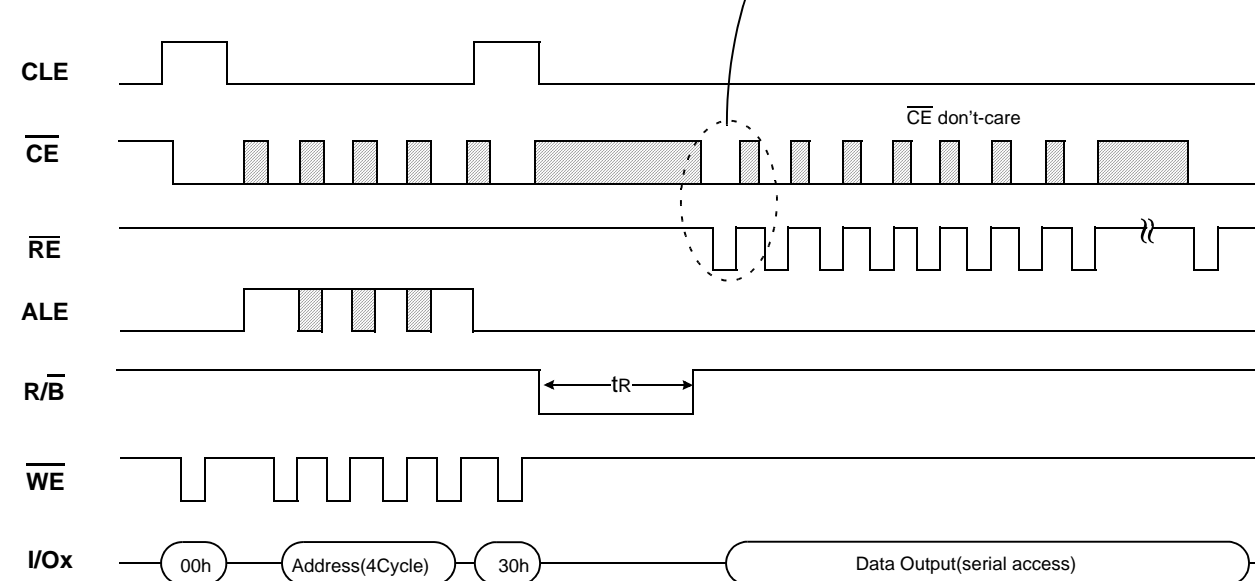 CLE
CE don't-care
CE
RE
ALE
R/B
tR
WE
I/Ox
00h
Address(4Cycle)
30h
Data Output(serial access)